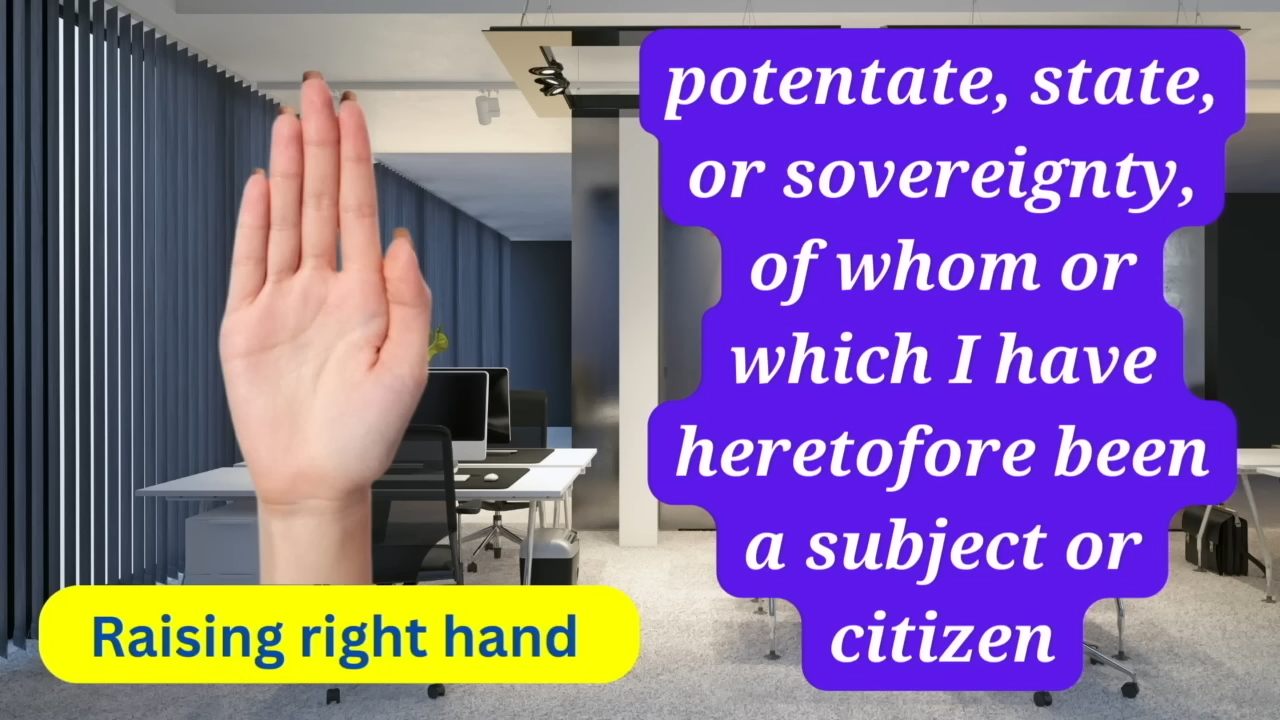 potentate, state,
or sovereignty,
of whom or
which I have
heretofore been
a subject or
citizen
Raising right hand